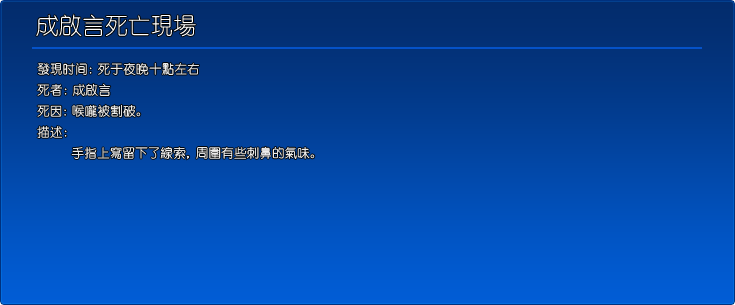 成啟言死亡現場
發現时间：死于夜晚十點左右
死者：成啟言
死因：喉嚨被割破。
描述：
手指上寫留下了線索，周圍有些刺鼻的氣味。